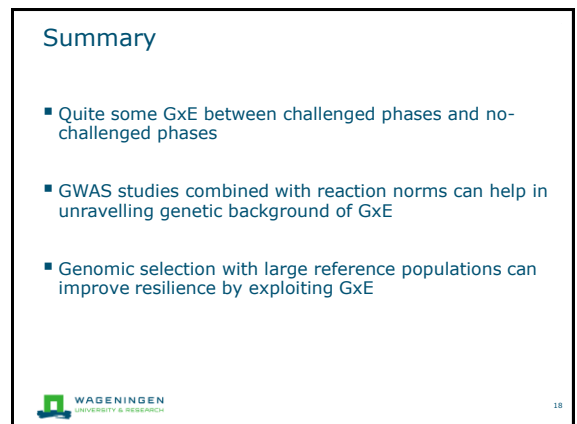 Summary
▪ Quite some GxE between challenged phases and no-
challenged phases
▪ GWAS studies combined with reaction norms can help in
unravelling genetic background of GxE
▪ Genomic selection with large reference populations can
improve resilience by exploiting GxE
WAGENINGEN
UNIVERSITY & RESEARCH
18